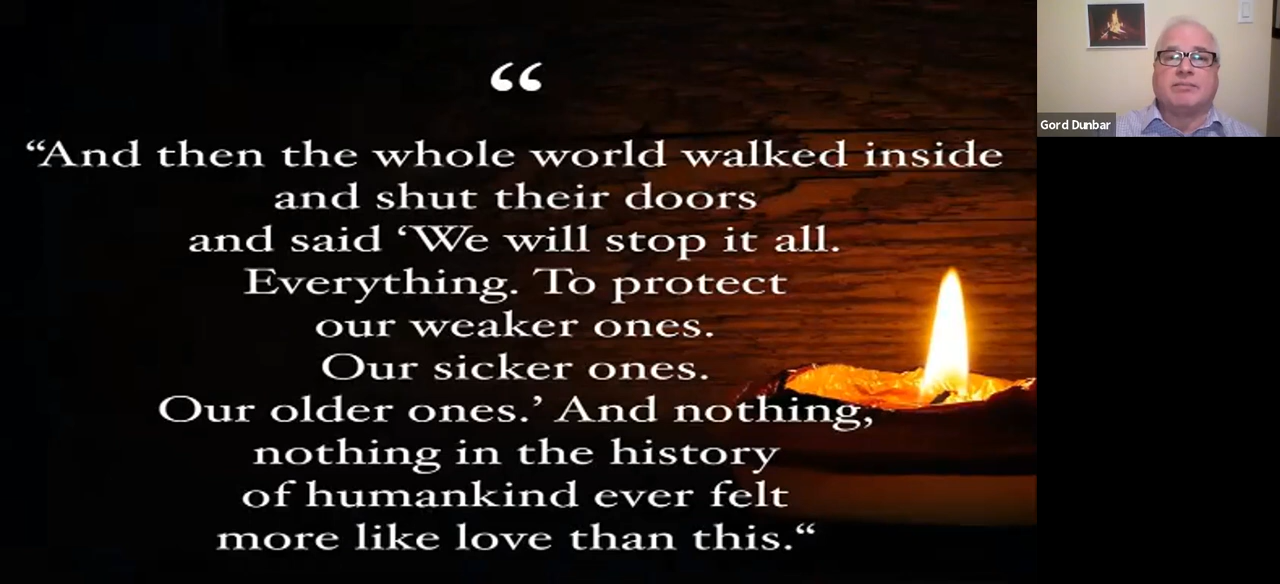 “
“And then the whole world walked inside
and shut their doors
and said ‘We will stop it all.
Everything. To protect
our weaker ones.
Our sicker ones.
Our older ones.’ And nothing,
nothing in the history
of humankind ever felt
more like love than this.“
Gord Dunbar